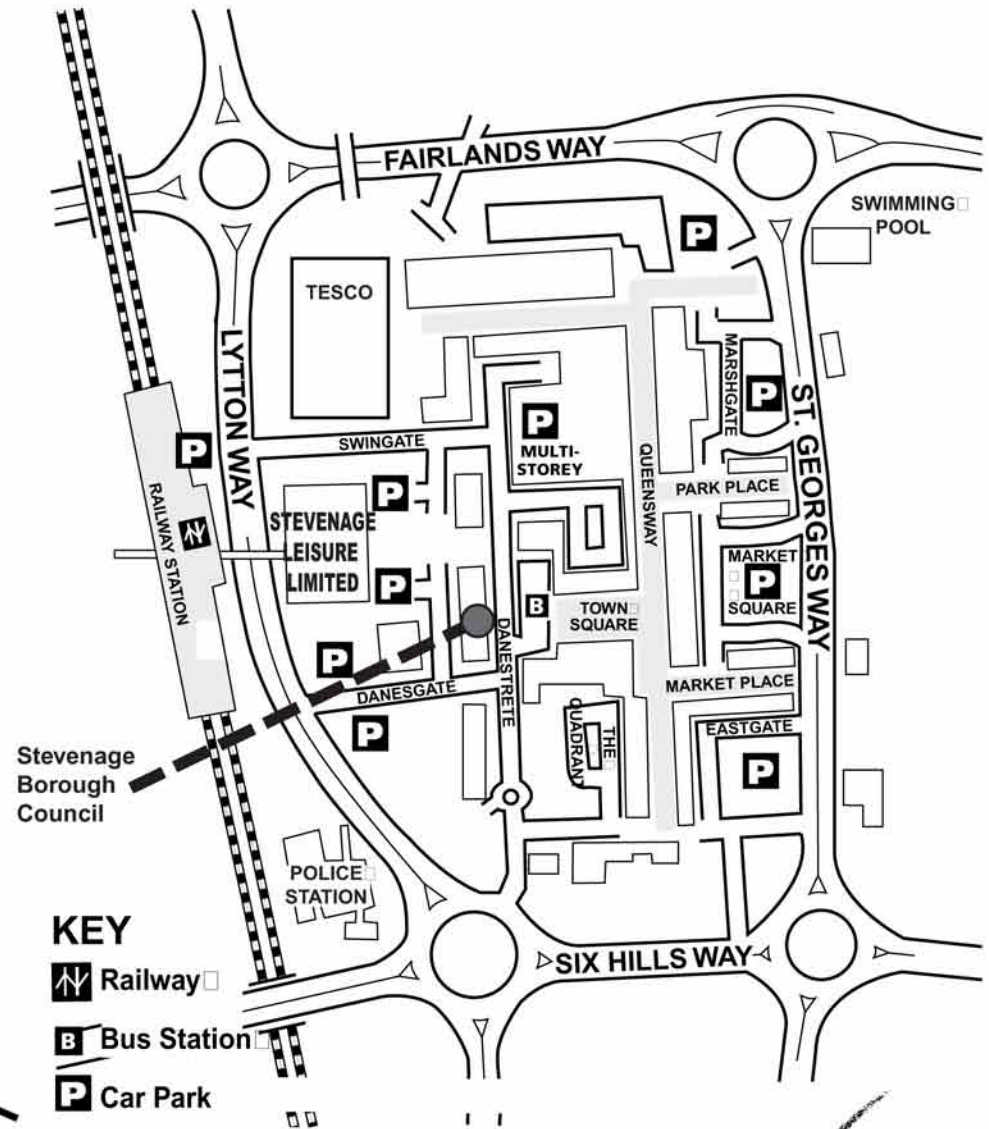 FAIRLANDS WAY
SWIMMING
POOL
P
TESCO
LYTTON WAY
MARSHGATE
P
ST. GEORGES WAY
P
MULTI-
STOREY
SWINGATE
P
QUEENSWAY
PARK PLACE
P
RAILWAY STATION
STEVENAGE
LEISURE
LIMITED
MARKET
P
SQUARE
P
B
TOWN
SQUARE
DANESTRETE
P
DANESGATE
MARKET PLACE
EASTGATE
THE
QUADRANT
P
P
Stevenage
Borough
Council
POLICE
STATION
SIX HILLS WAY
KEY
Railway
B Bus Station
P Car Park